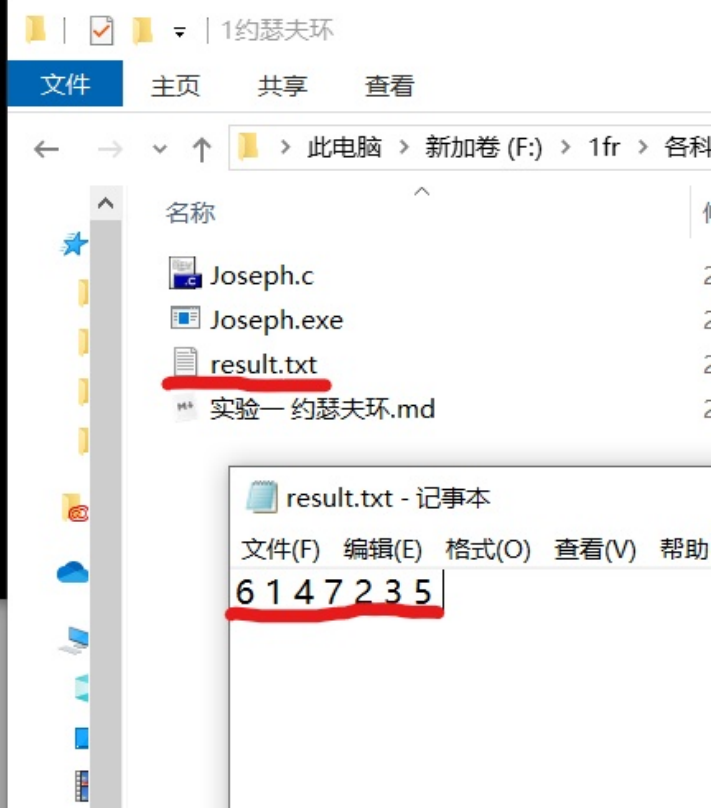 1约瑟夫环
文件 主页 共享 查看
此电脑 > 新加卷 (F:) > 1fr > 各科
名称
Joseph.c
Joseph.exe
result.txt
实验一 约瑟夫环.md
result.txt - 记事本
文件(F) 编辑(E) 格式(O) 查看(V) 帮助
6 1 4 7 2 3 5